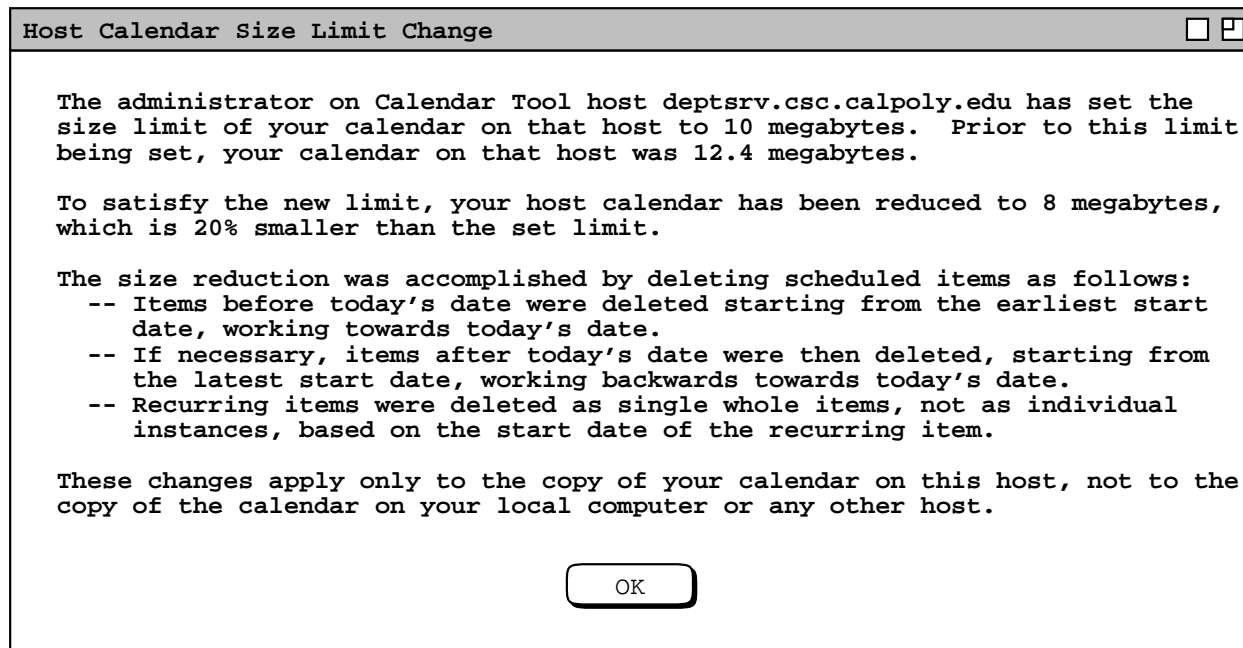 Host Calendar Size Limit Change
The administrator on Calendar Tool host deptsrv.csc.calpoly.edu has set the
size limit of your calendar on that host to 10 megabytes.  Prior to this limit
being set, your calendar on that host was 12.4 megabytes.
To satisfy the new limit, your host calendar has been reduced to 8 megabytes,
which is 20% smaller than the set limit.
The size reduction was accomplished by deleting scheduled items as follows:
-- Items before today’s date were deleted starting from the earliest start
date, working towards today’s date.
-- If necessary, items after today’s date were then deleted, starting from
the latest start date, working backwards towards today’s date.
-- Recurring items were deleted as single whole items, not as individual
instances, based on the start date of the recurring item.
These changes apply only to the copy of your calendar on this host, not to the
copy of the calendar on your local computer or any other host.
OK